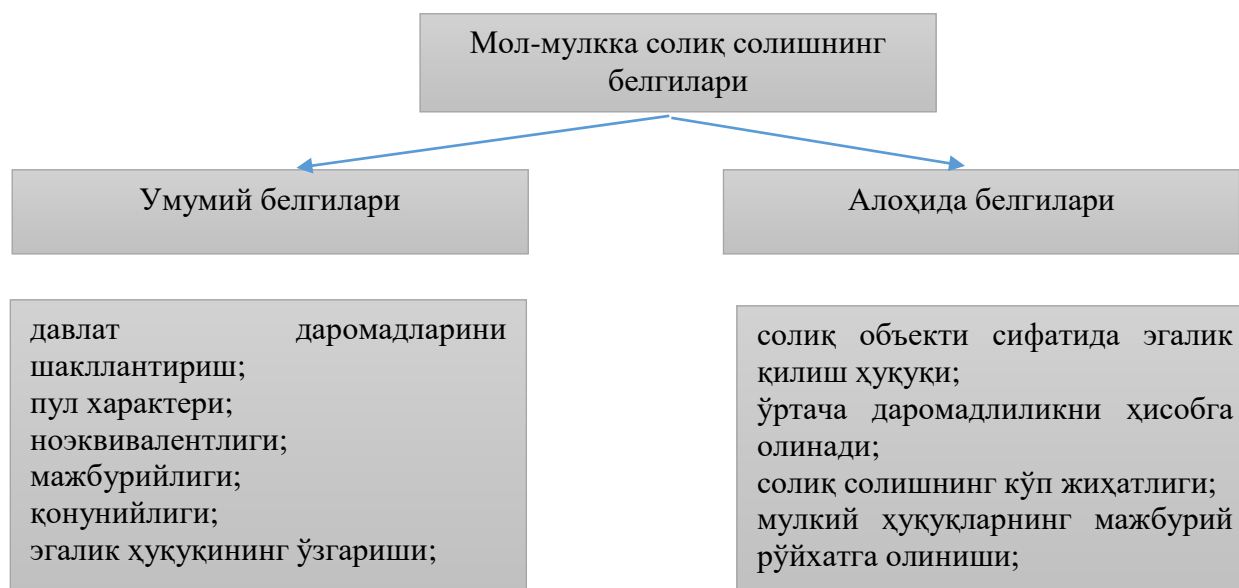 Мол-мулкка солиқ солишнинг
белгилари
Умумий белгилари
Алоҳида белгилари
давлат даромадларини
шакллантириш;
пул характери;
ноэквивалентлиги;
мажбурийлиги;
қонунийлиги;
эгалик ҳуқуқининг ўзгариши;
солиқ объекти сифатида эгалик
қилиш ҳуқуқи;
ўртача даромадлиликни ҳисобга
олинади;
солиқ солишнинг кўп жиҳатлиги;
мулкий ҳуқуқларнинг мажбурий
рўйхатга олиниши;